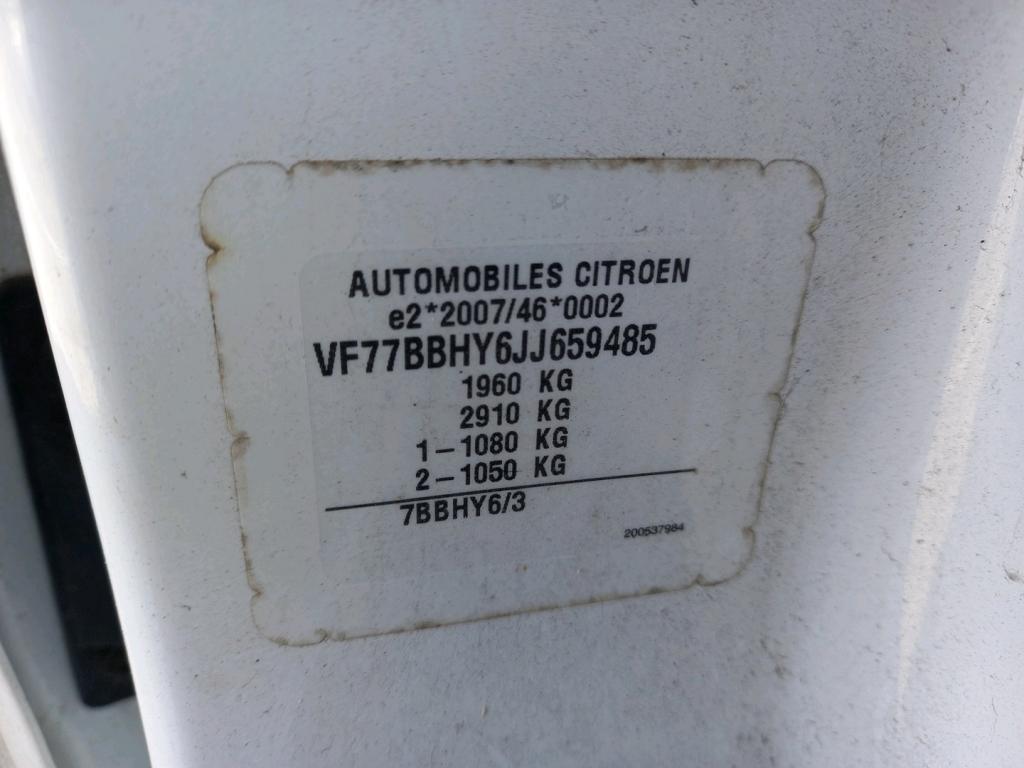 AUTOMOBILES CITROEN
e2*2007/46*0002
VF77BBHY6JJ659485
1960 KG
2910 KG
1-1080 KG
2-1050 KG
7BBHY6/3
200537984